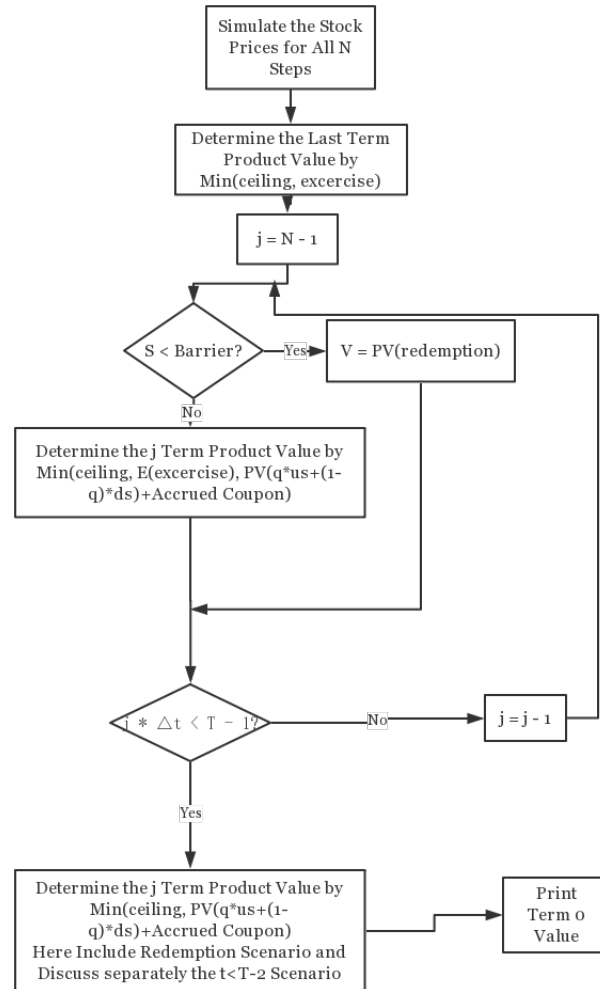 Simulate the Stock
Prices for All N
Steps
Determine the Last Term
Product Value by
Min(ceiling, excercise)
j = N - 1
S < Barrier?
Yes
V = PV(redemption)
No
Determine the j Term Product Value by
Min(ceiling, E(excercise), PV(q*us+(1-
q)*ds)+Accrued Coupon)
j * △t < T - 1?
No
j = j - 1
Yes
Determine the j Term Product Value by
Min(ceiling, PV(q*us+(1-
q)*ds)+Accrued Coupon)
Here Include Redemption Scenario and
Discuss separately the t<T-2 Scenario
Print
Term 0
Value